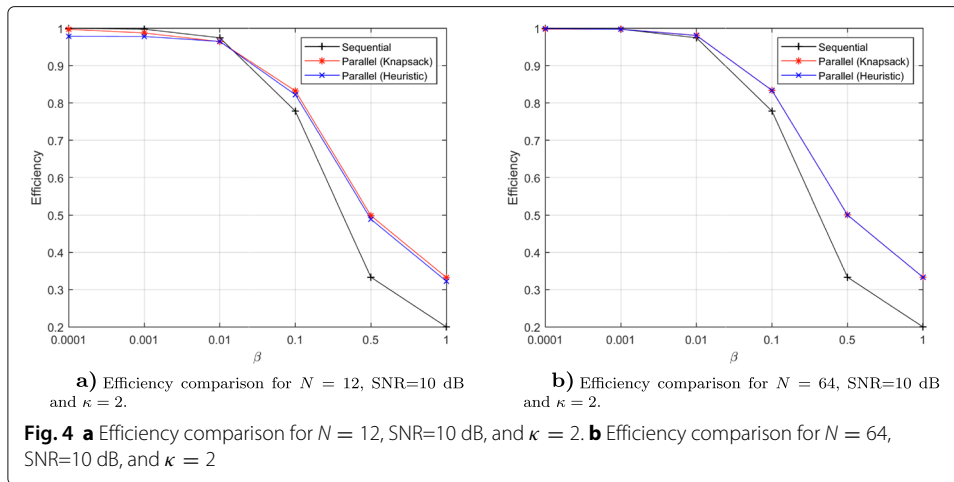 1
0.9
0.8
0.7
0.6
0.5
0.4
0.3
0.2
Efficiency
0.0001 0.001 0.01 0.1 0.5 1
β
Sequential
Parallel (Knapsack)
Parallel (Heuristic)
a) Efficiency comparison for N = 12, SNR=10 dB
and κ = 2.
1
0.9
0.8
0.7
0.6
0.5
0.4
0.3
0.2
Efficiency
0.0001 0.001 0.01 0.1 0.5 1
β
Sequential
Parallel (Knapsack)
Parallel (Heuristic)
b) Efficiency comparison for N = 64, SNR=10 dB
and κ = 2.
Fig. 4 a Efficiency comparison for N = 12, SNR=10 dB, and κ = 2. b Efficiency comparison for N = 64,
SNR=10 dB, and κ = 2